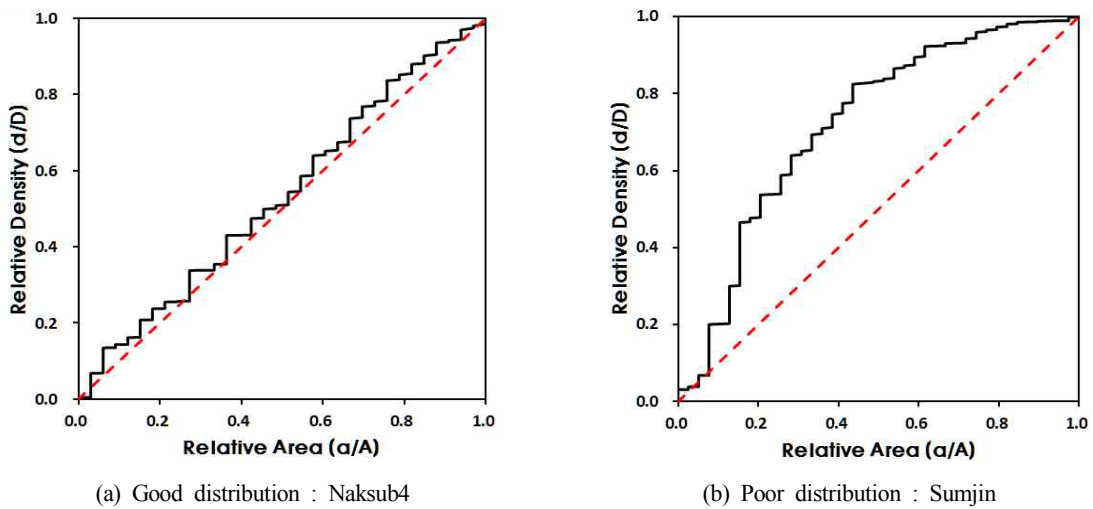 1.0
0.8
0.6
0.4
0.2
0.0
Relative Density (d/D)
0.0 0.2 0.4 0.6 0.8 1.0
Relative Area (a/A)
(a) Good distribution : Naksub4
1.0
0.8
0.6
0.4
0.2
0.0
Relative Density (d/D)
0.0 0.2 0.4 0.6 0.8 1.0
Relative Area (a/A)
(b) Poor distribution : Sumjin